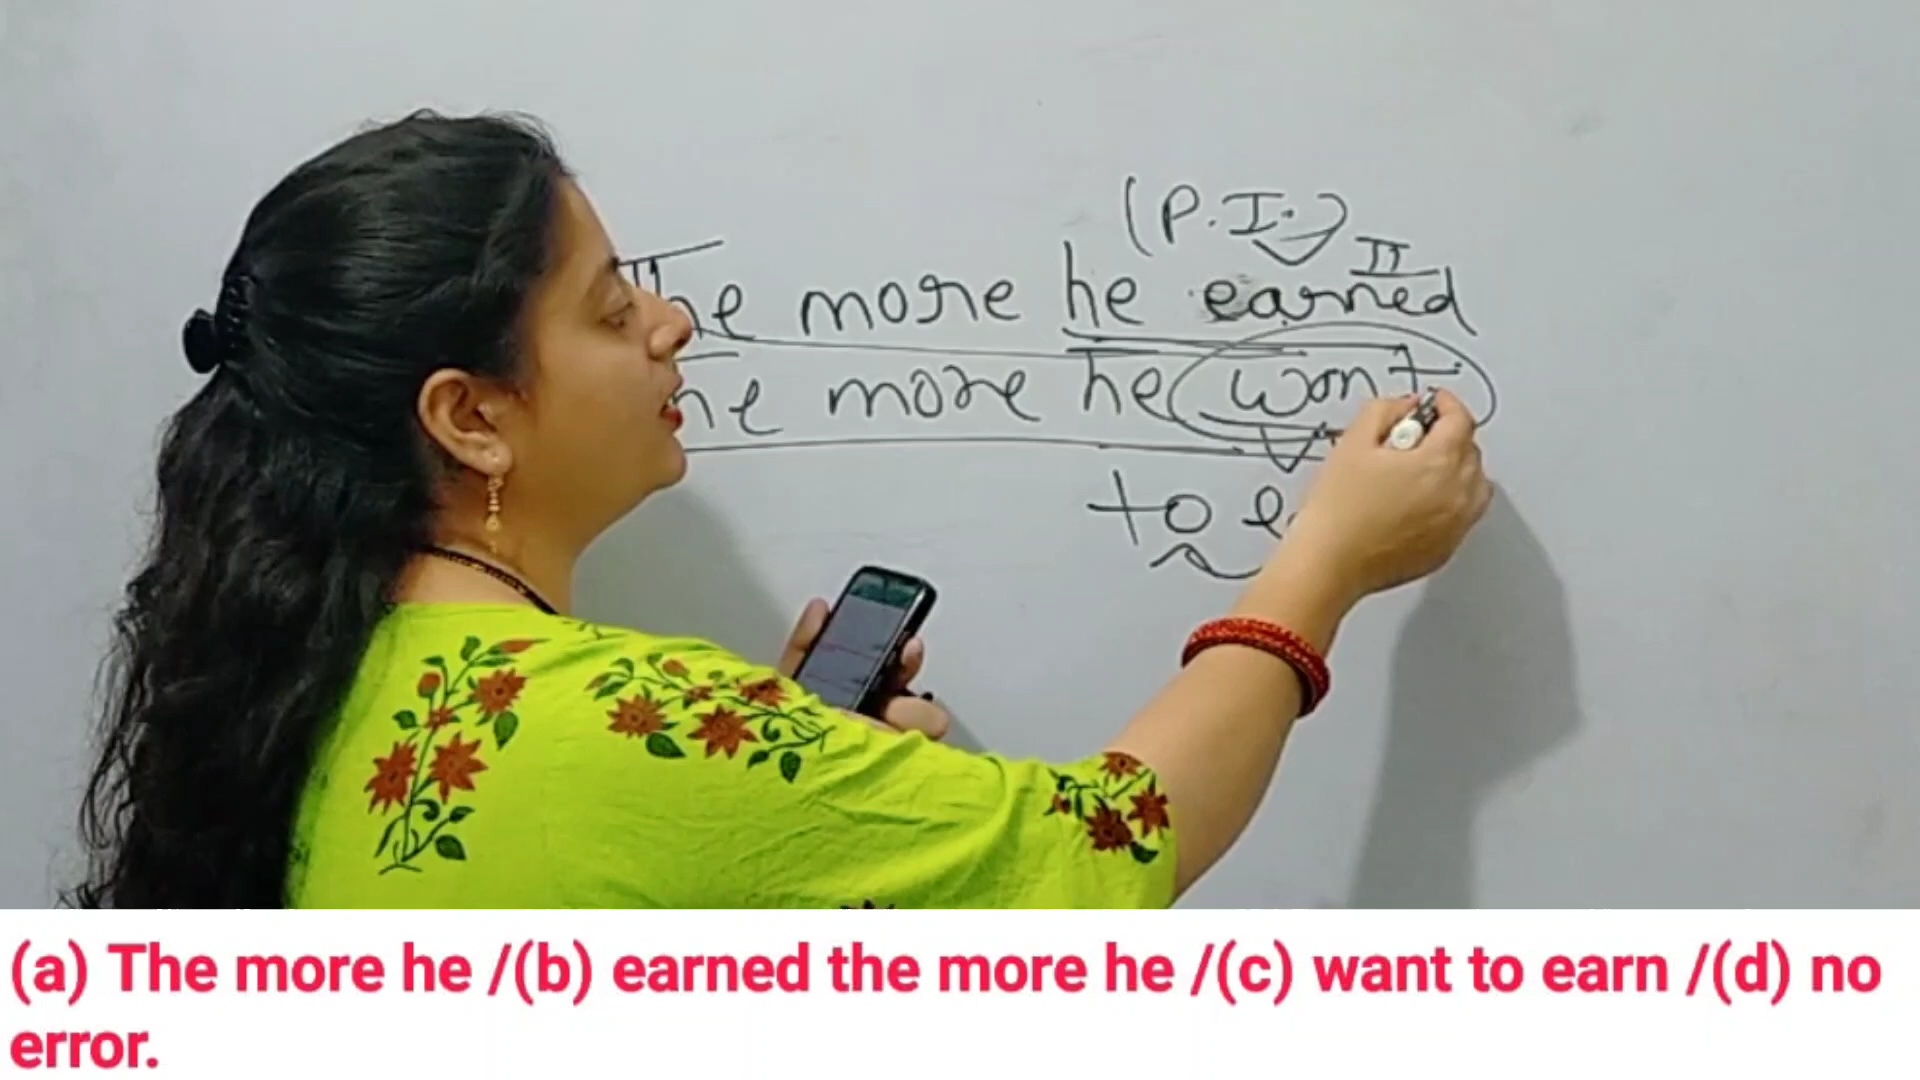 (P.I.)
II
The more he earned
The more he want
to
(a) The more he /(b) earned the more he /(c) want to earn /(d) no
error.